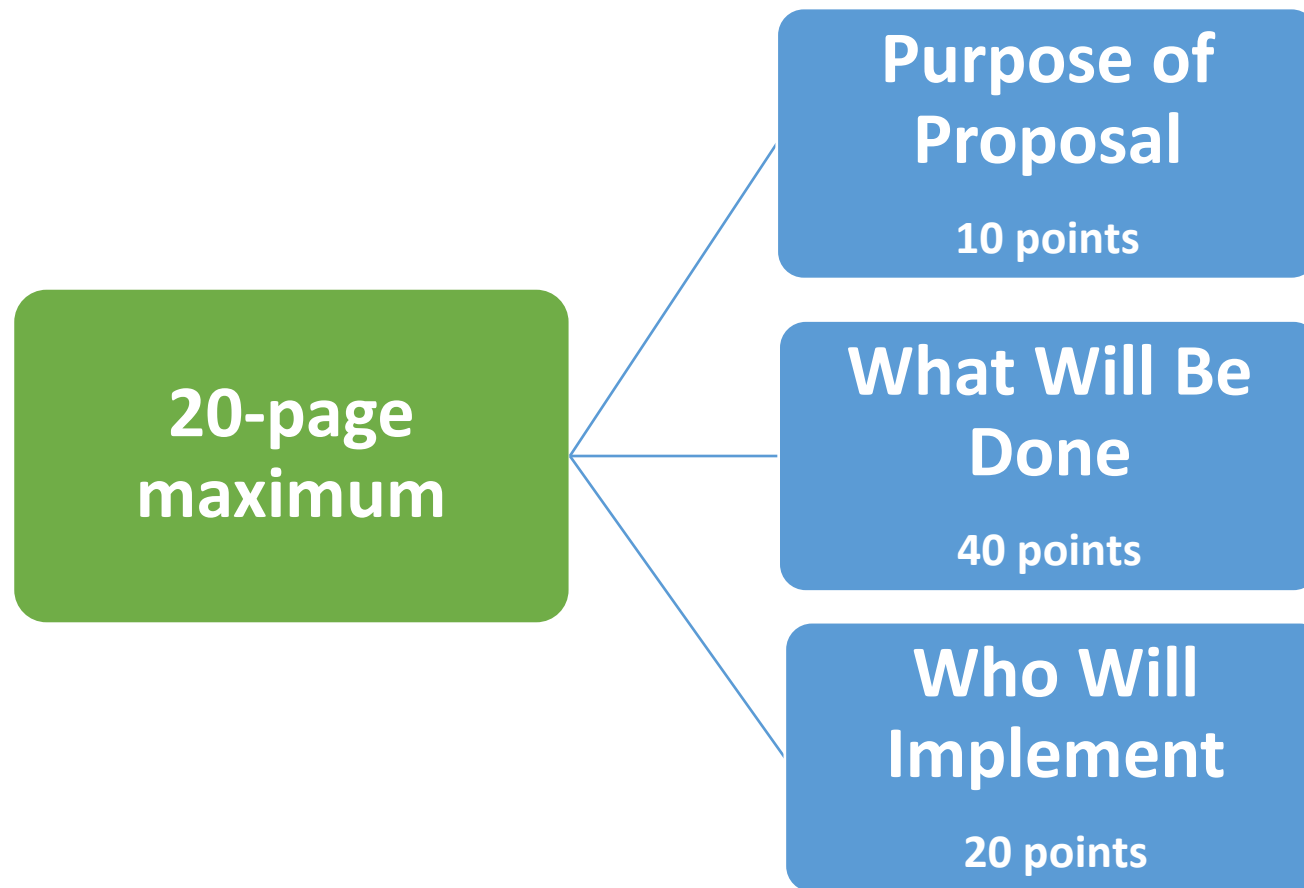 20-page
maximum
Purpose of
Proposal
10 points
What Will Be
Done
40 points
Who Will
Implement
20 points